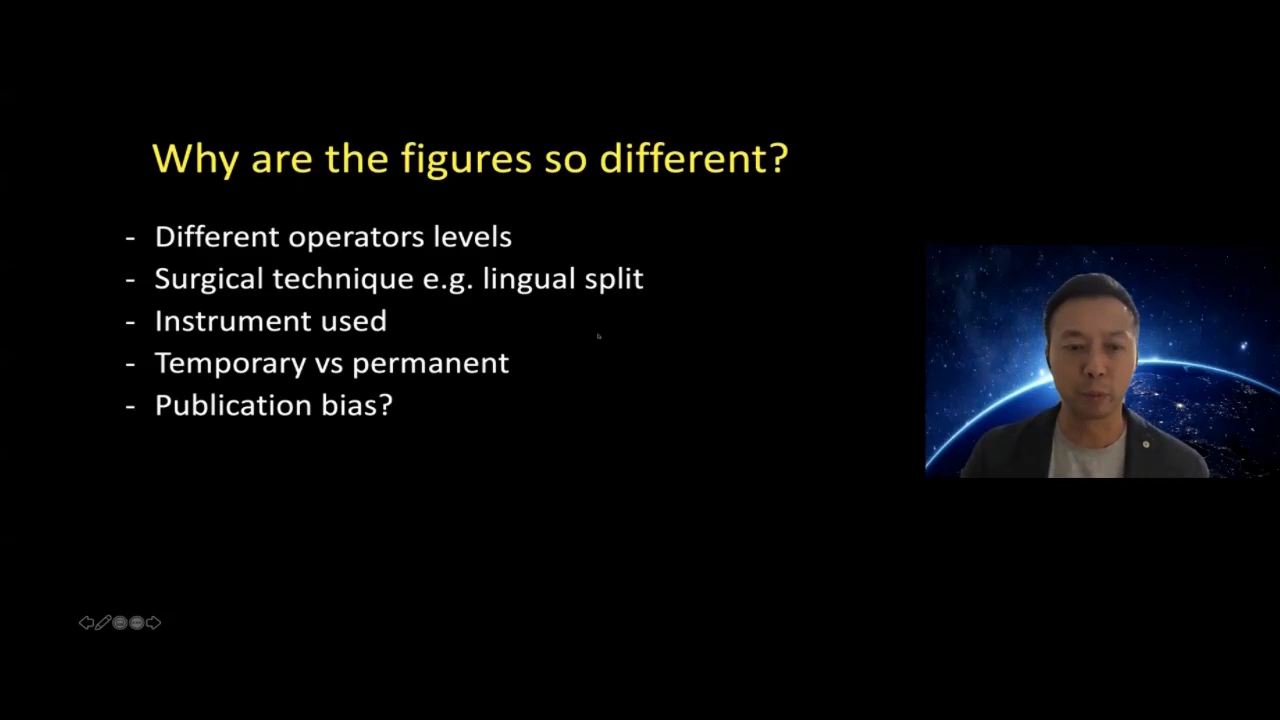 Why are the figures so different?
- Different operators levels
- Surgical technique e.g. lingual split
- Instrument used
- Temporary vs permanent
- Publication bias?